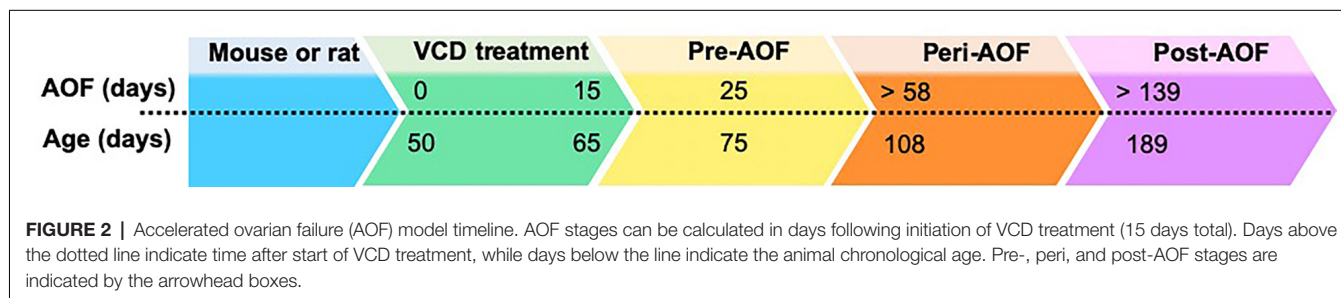 Mouse or rat VCD treatment Pre-AOF Peri-AOF Post-AOF
AOF (days) 0 15 25 > 58 > 139
Age (days) 50 65 75 108 189
FIGURE 2 | Accelerated ovarian failure (AOF) model timeline. AOF stages can be calculated in days following initiation of VCD treatment (15 days total). Days above
the dotted line indicate time after start of VCD treatment, while days below the line indicate the animal chronological age. Pre-, peri, and post-AOF stages are
indicated by the arrowhead boxes.